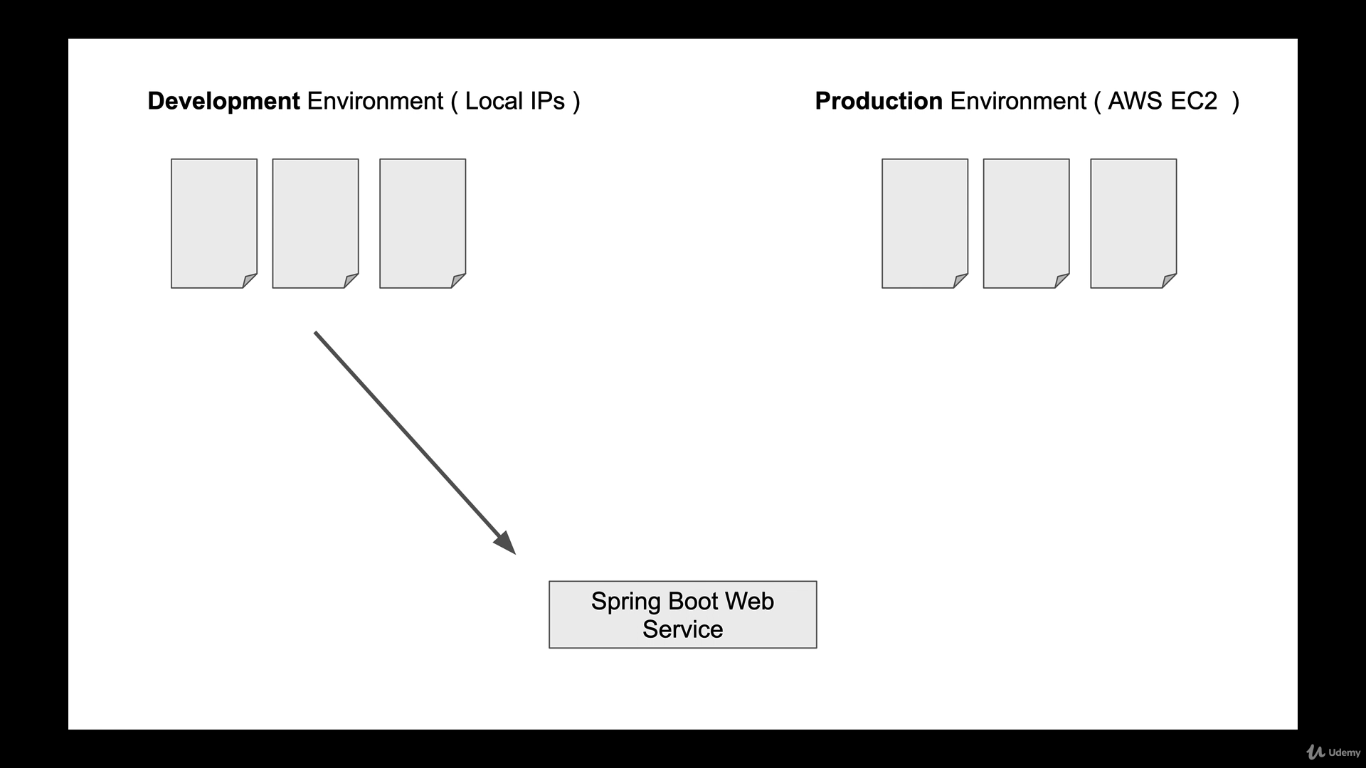 Development Environment ( Local IPs )
Production Environment ( AWS EC2  )
Spring Boot Web
Service
Udemy